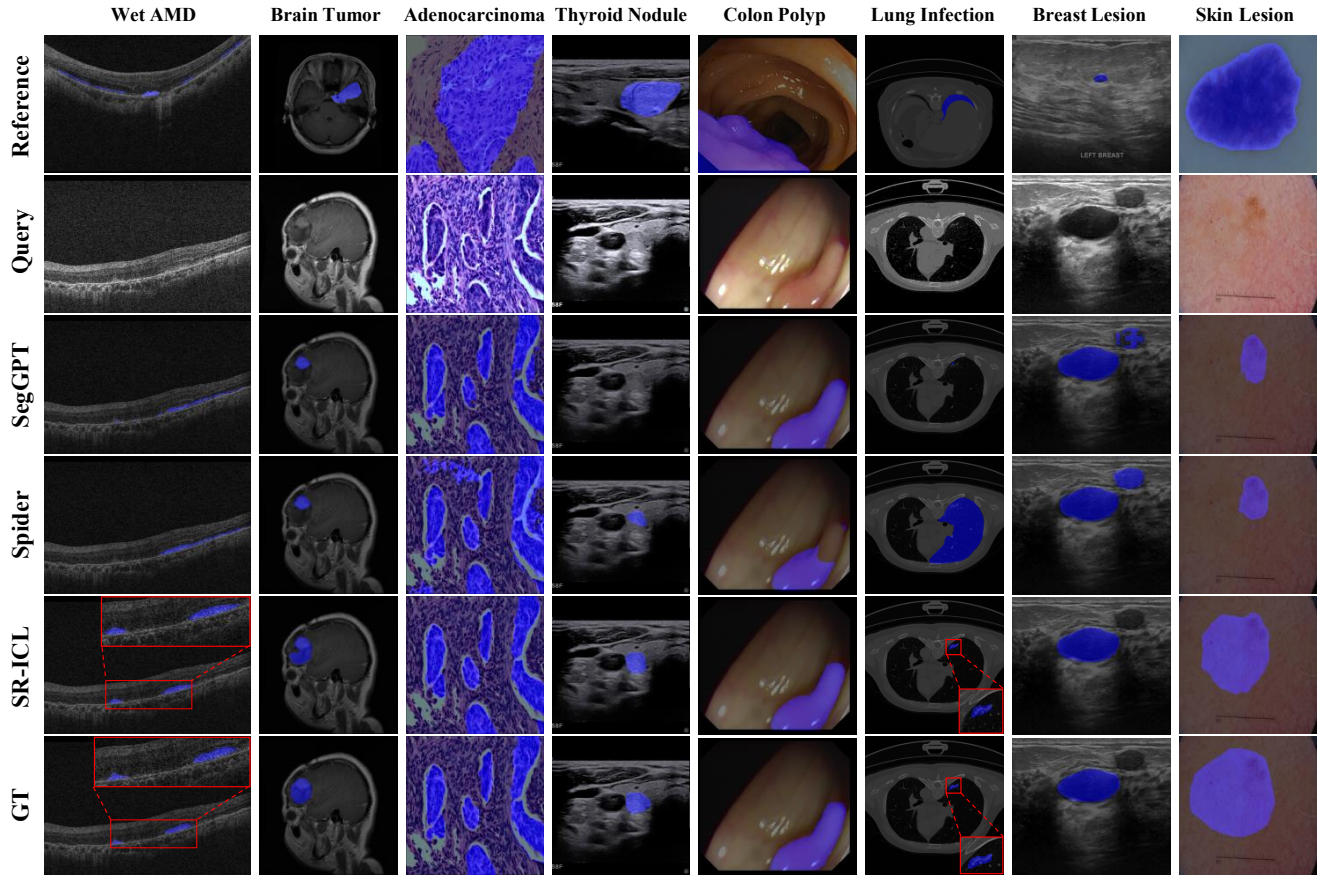 Wet AMD Brain Tumor Adenocarcinoma Thyroid Nodule Colon Polyp Lung Infection Breast Lesion Skin Lesion
Reference
LEFT BREAST
Query
SegGPT
Spider
SR-ICL
GT